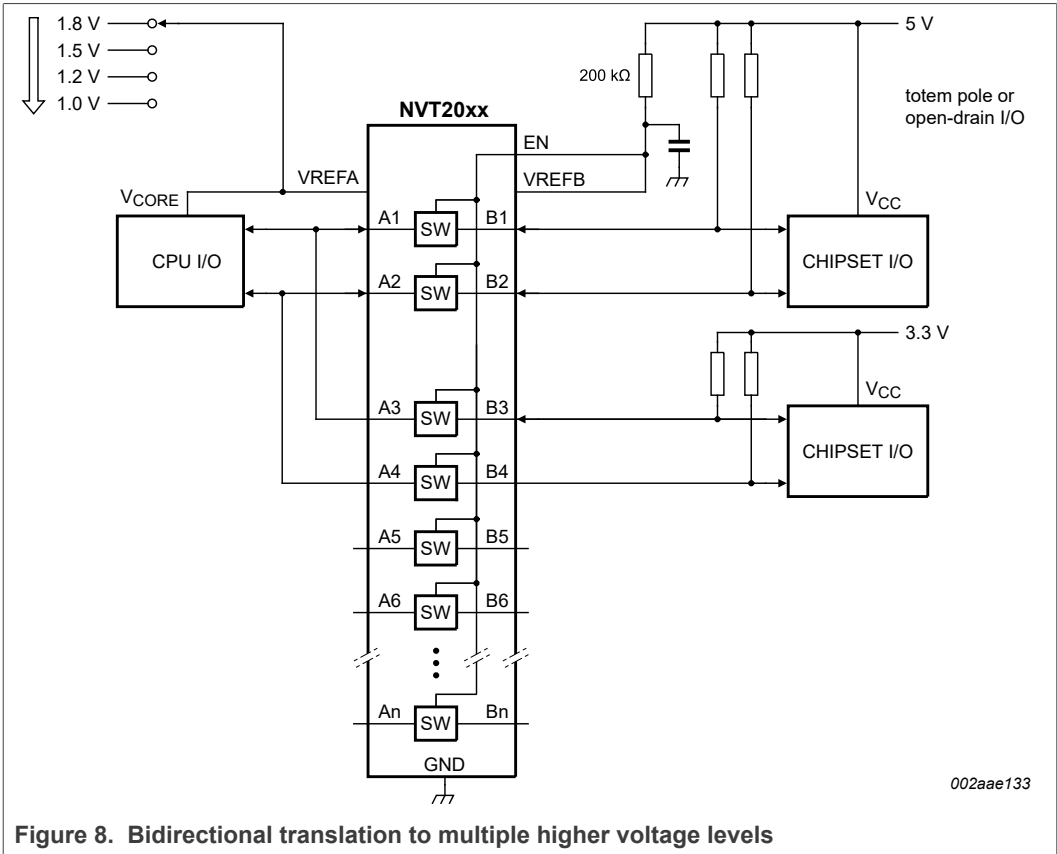 1.8 V
1.5 V
1.2 V
1.0 V
5 V
200 kΩ
totem pole or
open-drain I/O
NVT20xx
EN
VREFA
VREFB
VCORE
VCC
A1
SW
B1
CPU I/O
CHIPSET I/O
A2
SW
B2
3.3 V
VCC
A3
SW
B3
CHIPSET I/O
A4
SW
B4
A5
SW
B5
A6
SW
B6
An
SW
Bn
GND
002aae133
Figure 8. Bidirectional translation to multiple higher voltage levels